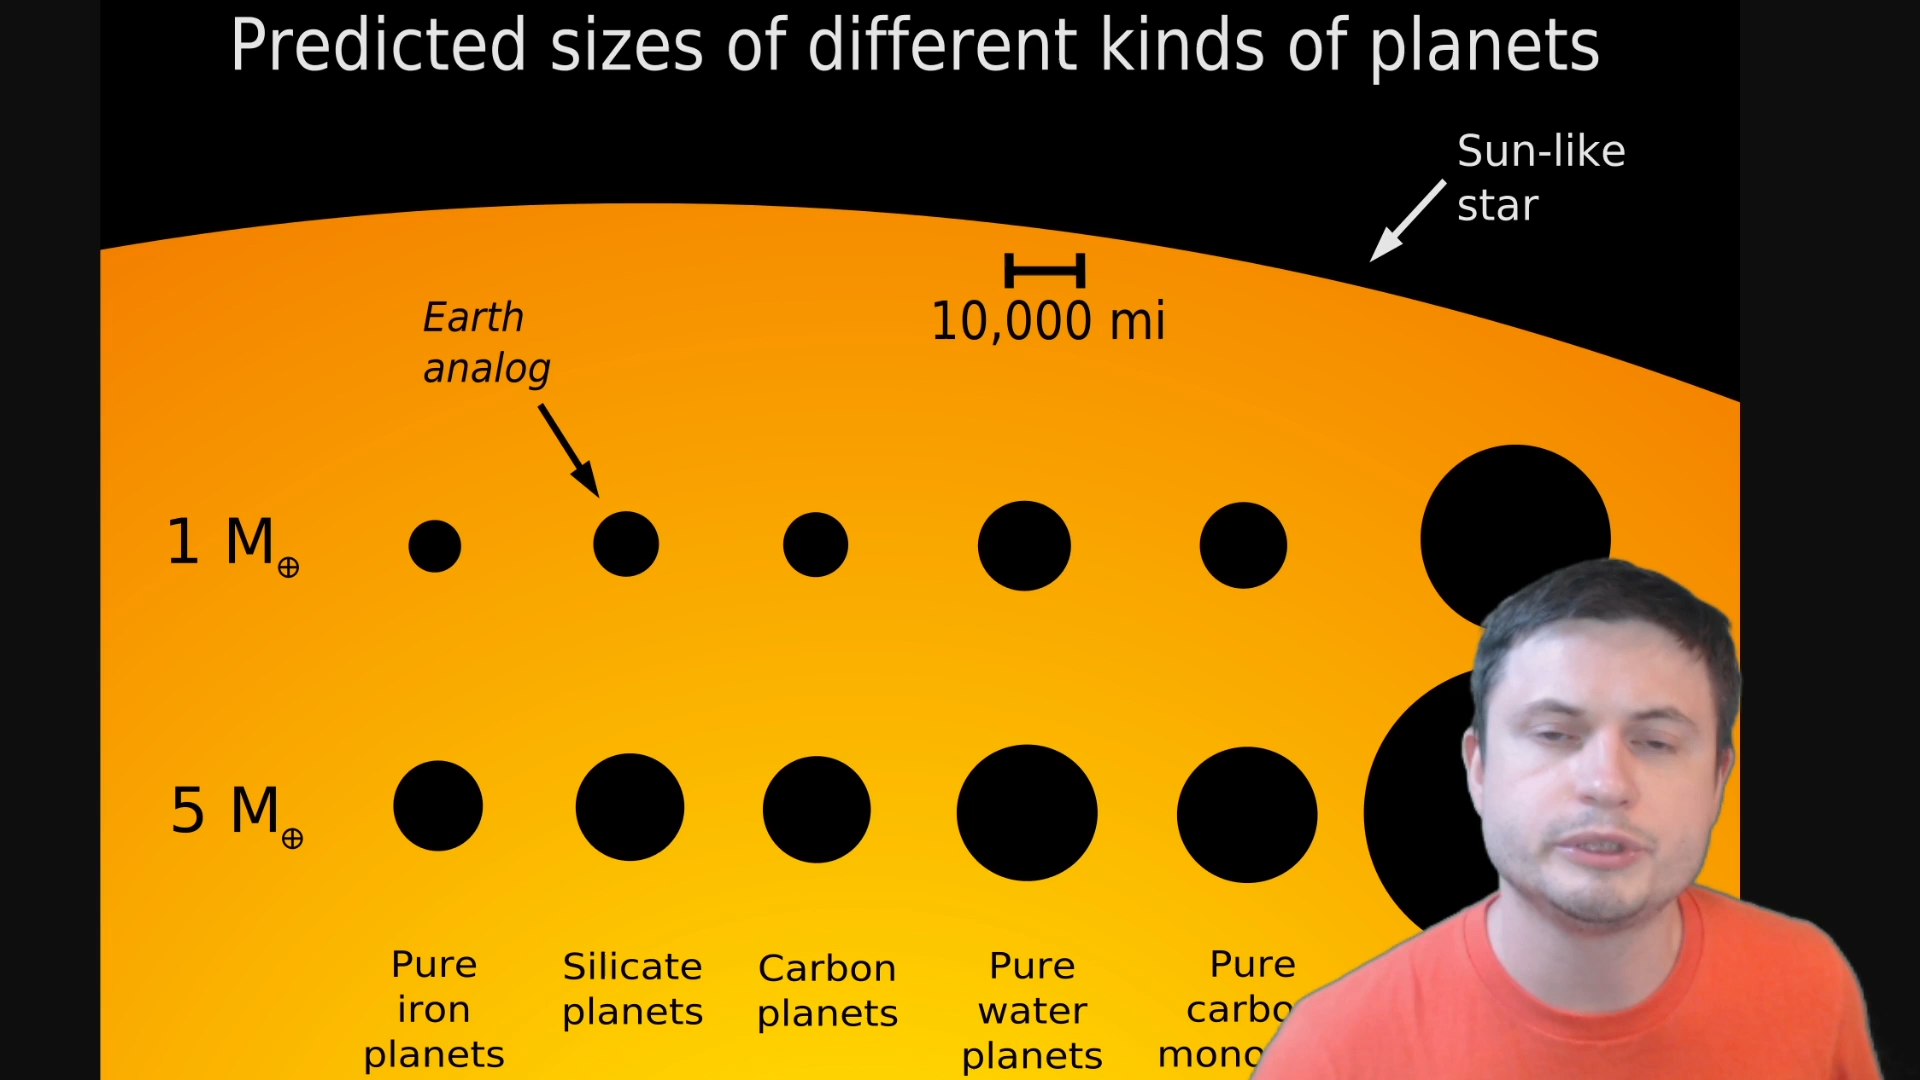 Predicted sizes of different kinds of planets
Sun-like
star
10,000 mi
Earth
analog
1 M⊕
5 M⊕
Pure
iron
planets
Silicate
planets
Carbon
planets
Pure
water
planets
Pure